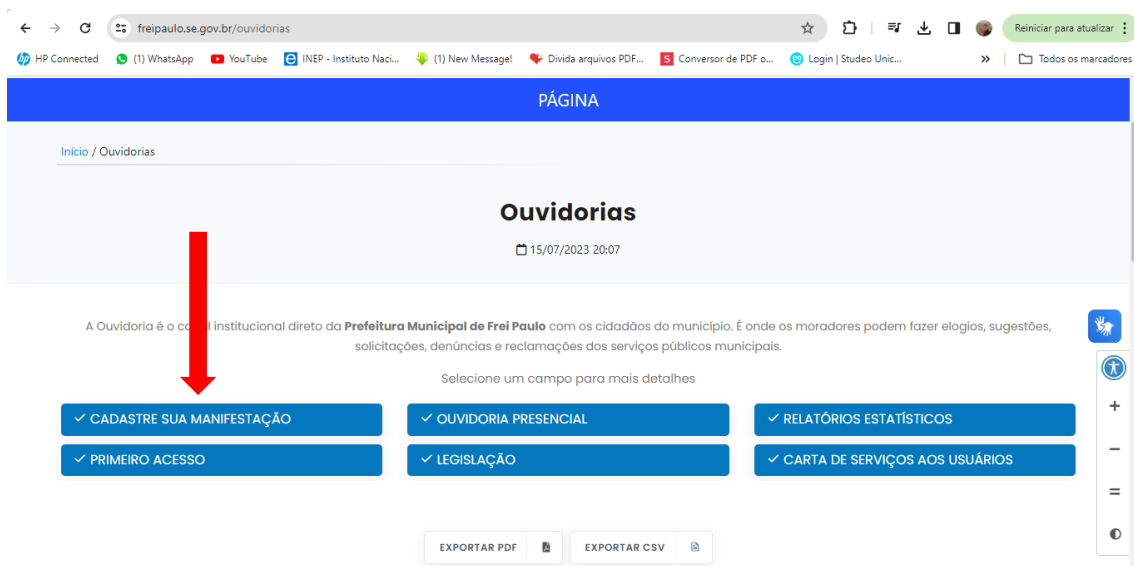 freipaulo.se.gov.br/ouvidorias
Reiniciar para atualizar
HP Connected
(1) WhatsApp
YouTube
INEP - Instituto Naci...
(1) New Message!
Divida arquivos PDF...
Conversor de PDF o...
Login | Studeo Unic...
»
Todos os marcadores
PÁGINA
Início / Ouvidorias
Ouvidorias
15/07/2023 20:07
A Ouvidoria é o c l institucional direto da Prefeitura Municipal de Frei Paulo com os cidadãos do município. É onde os moradores podem fazer elogios, sugestões,
solicitações, denúncias e reclamações dos serviços públicos municipais.
Selecione um campo para mais detalhes
CADASTRE SUA MANIFESTAÇÃO
OUVIDORIA PRESENCIAL
RELATÓRIOS ESTATÍSTICOS
PRIMEIRO ACESSO
LEGISLAÇÃO
CARTA DE SERVIÇOS AOS USUÁRIOS
+
−
=
EXPORTAR PDF
EXPORTAR CSV